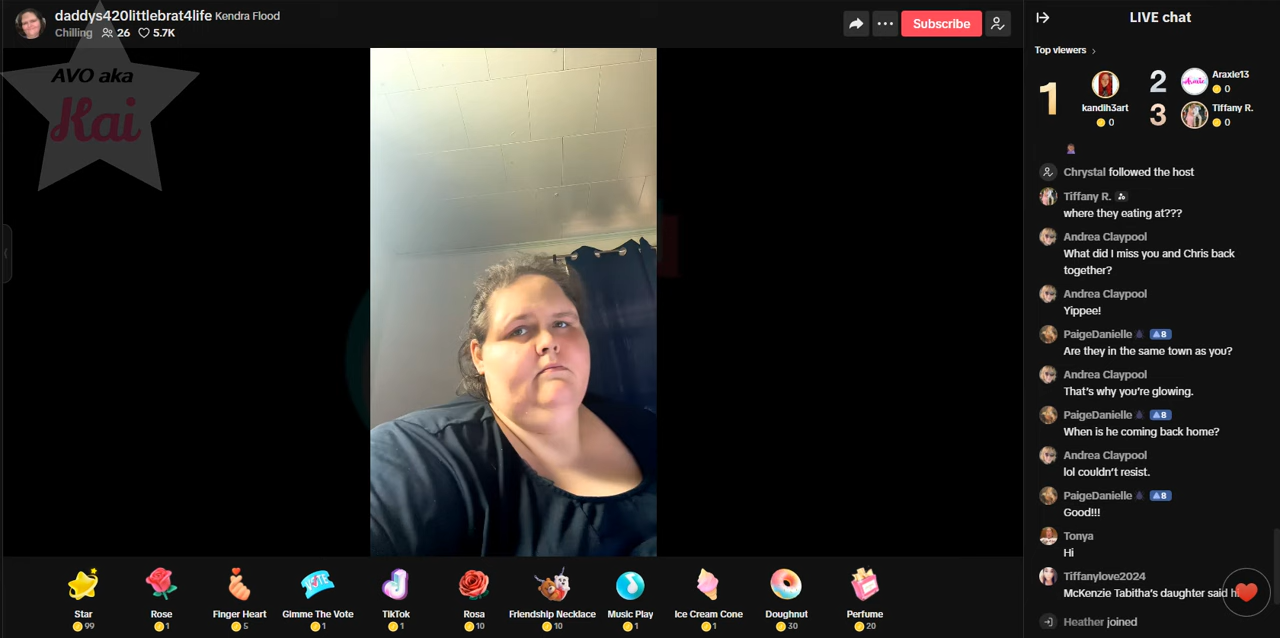 daddys420littlebrat4life Kendra Flood
Chilling 26 5.7K
Subscribe
AVO aka
Kai
LIVE chat
Top viewers
1
kandih3art
0
2
Araxie13
0
3
Tiffany R.
0
Chrystal followed the host
Tiffany R.
where they eating at???
Andrea Claypool
What did I miss you and Chris back
together?
Andrea Claypool
Yippee!
PaigeDanielle 8
Are they in the same town as you?
Andrea Claypool
That's why you're glowing.
PaigeDanielle 8
When is he coming back home?
Andrea Claypool
lol couldn't resist.
PaigeDanielle 8
Good!!!
Tonya
Hi
Tiffanylove2024
McKenzie Tabitha's daughter said
Heather joined
Star
99
Rose
1
Finger Heart
5
VOTE
Gimme The Vote
1
TikTok
1
Rosa
10
Friendship Necklace
10
Music Play
1
Ice Cream Cone
1
Doughnut
30
Perfume
20